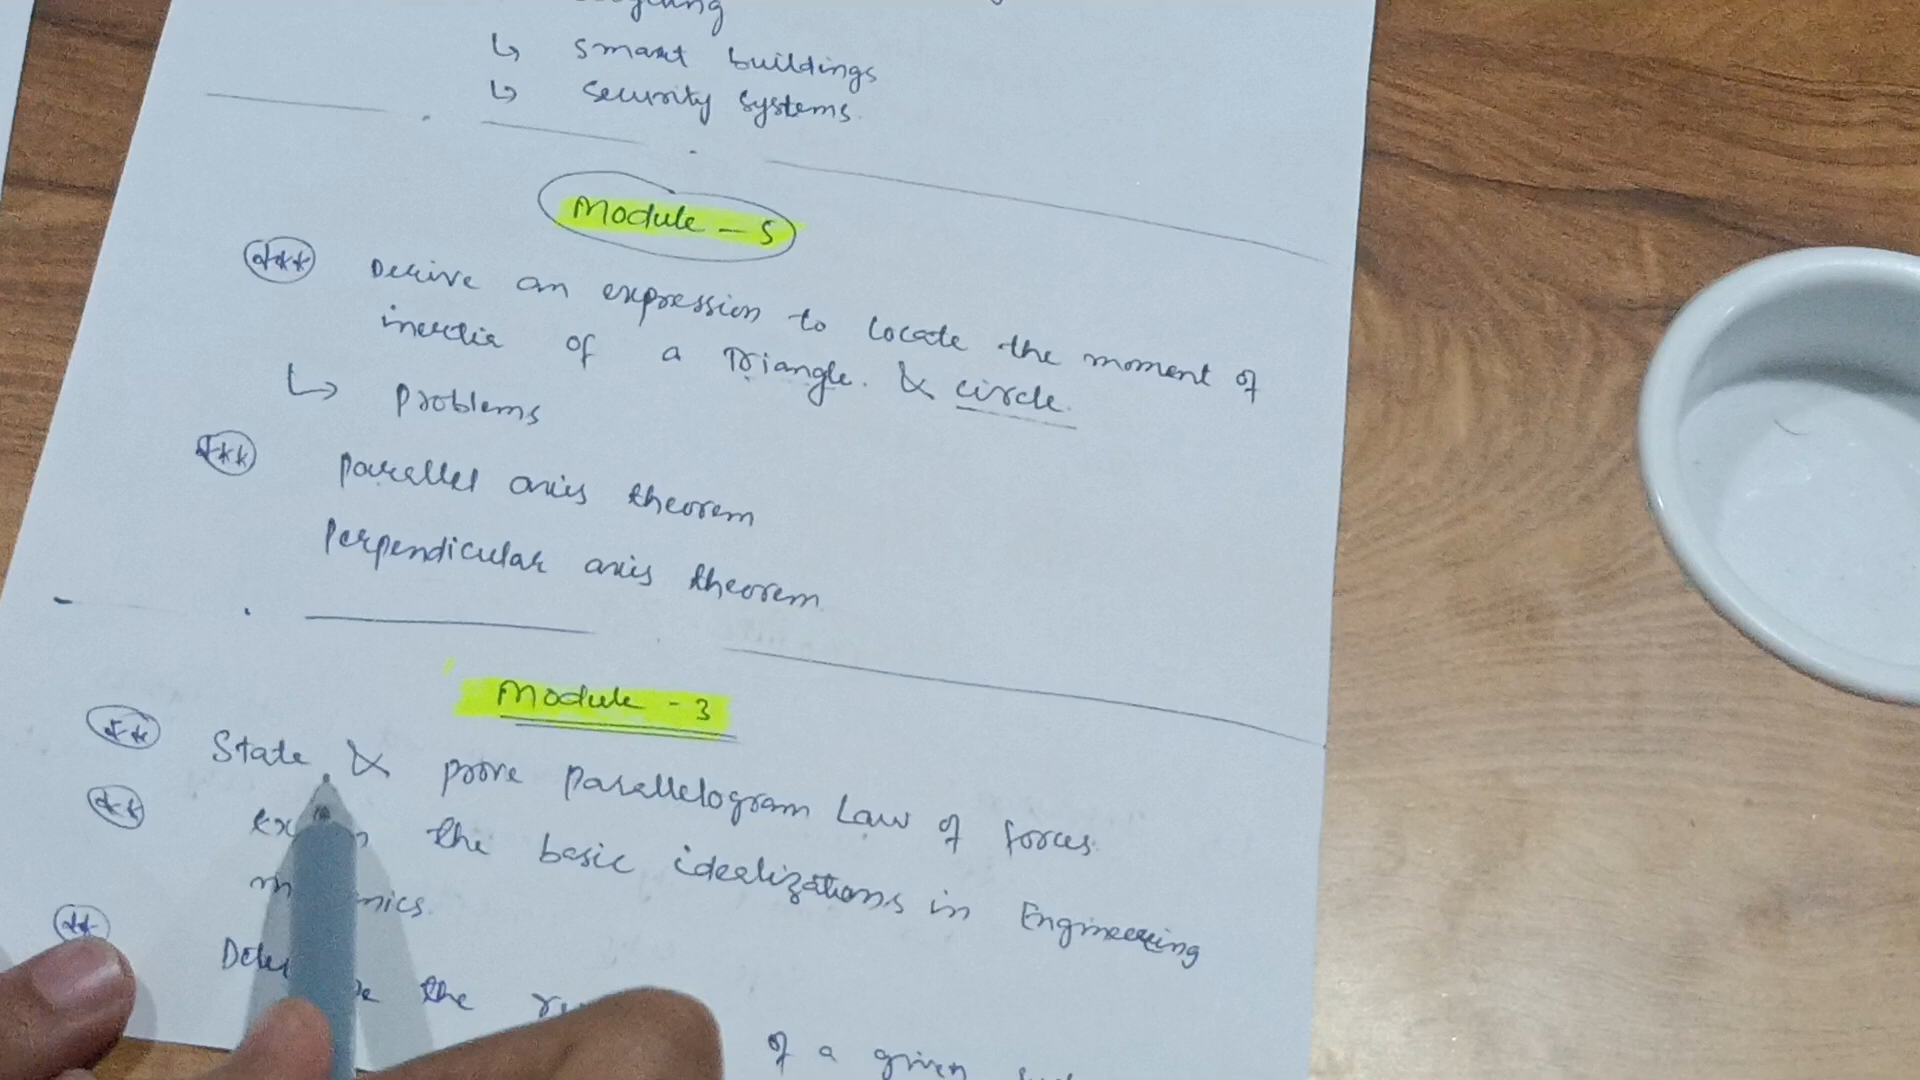 ↳ smart buildings
↳ security systems.
Module - 5
*** Derive an expression to locate the moment of
inertia of a Triangle. & circle.
↳ problems
*** parallel axis theorem
Perpendicular axis theorem
Module - 3
** State & prove parallelogram Law of forces.
** the basic idealizations in Engineering
**
the
of a given